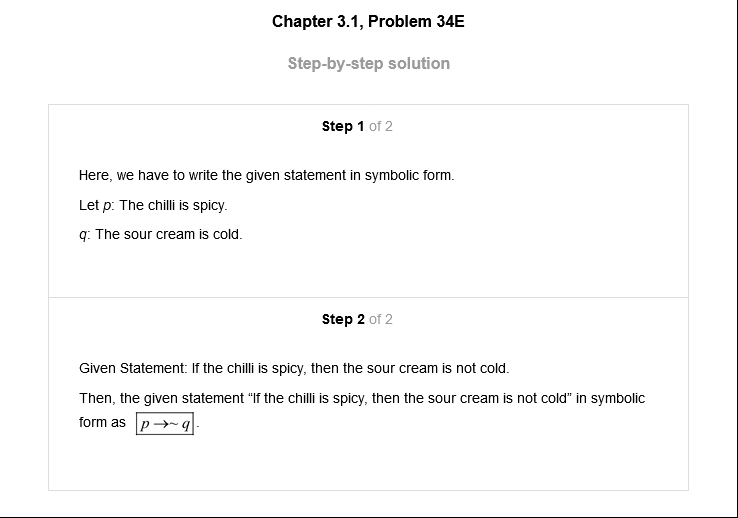 Chapter 3.1, Problem 34E
Step-by-step solution
Step 1 of 2
Here, we have to write the given statement in symbolic form.
Let p: The chilli is spicy.
q: The sour cream is cold.
Step 2 of 2
Given Statement: If the chilli is spicy, then the sour cream is not cold.
Then, the given statement “If the chilli is spicy, then the sour cream is not cold” in symbolic
form as p→~ q.